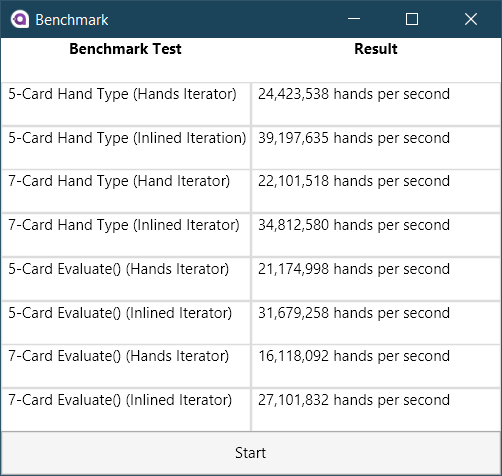 Benchmark
Benchmark Test Result
5-Card Hand Type (Hands Iterator) 24,423,538 hands per second
5-Card Hand Type (Inlined Iteration) 39,197,635 hands per second
7-Card Hand Type (Hand Iterator) 22,101,518 hands per second
7-Card Hand Type (Inlined Iterator) 34,812,580 hands per second
5-Card Evaluate() (Hands Iterator) 21,174,998 hands per second
5-Card Evaluate() (Inlined Iterator) 31,679,258 hands per second
7-Card Evaluate() (Hands Iterator) 16,118,092 hands per second
7-Card Evaluate() (Inlined Iterator) 27,101,832 hands per second
Start